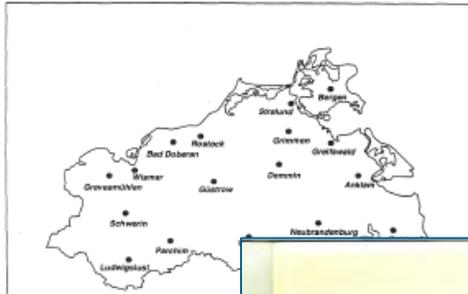 Bergen
Stralsund
Rostock
Grimmen
Greifswald
Bad Doberan
Wismar
Demmin
Grevesmühlen
Güstrow
Anklam
Schwerin
Neubrandenburg
Parchim
Ludwigslust